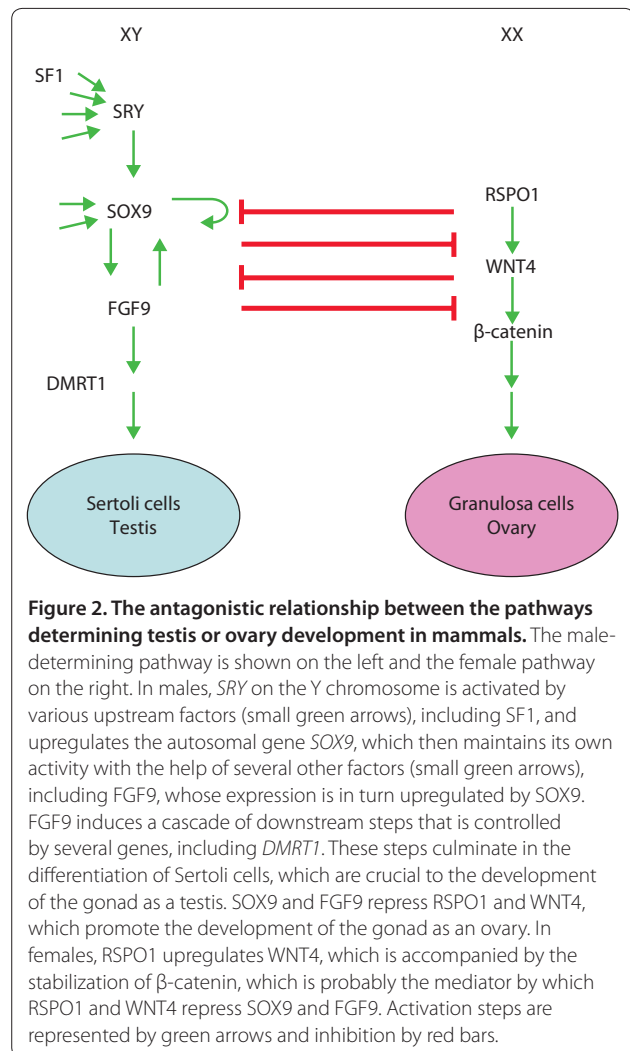 XY XX
SF1
SRY
SOX9
RSPO1
WNT4
FGF9
β-catenin
DMRT1
Sertoli cells
Testis
Granulosa cells
Ovary
Figure 2. The antagonistic relationship between the pathways
determining testis or ovary development in mammals. The male-
determining pathway is shown on the left and the female pathway
on the right. In males, SRY on the Y chromosome is activated by
various upstream factors (small green arrows), including SF1, and
upregulates the autosomal gene SOX9, which then maintains its own
activity with the help of several other factors (small green arrows),
including FGF9, whose expression is in turn upregulated by SOX9.
FGF9 induces a cascade of downstream steps that is controlled
by several genes, including DMRT1. These steps culminate in the
differentiation of Sertoli cells, which are crucial to the development
of the gonad as a testis. SOX9 and FGF9 repress RSPO1 and WNT4,
which promote the development of the gonad as an ovary. In
females, RSPO1 upregulates WNT4, which is accompanied by the
stabilization of β-catenin, which is probably the mediator by which
RSPO1 and WNT4 repress SOX9 and FGF9. Activation steps are
represented by green arrows and inhibition by red bars.